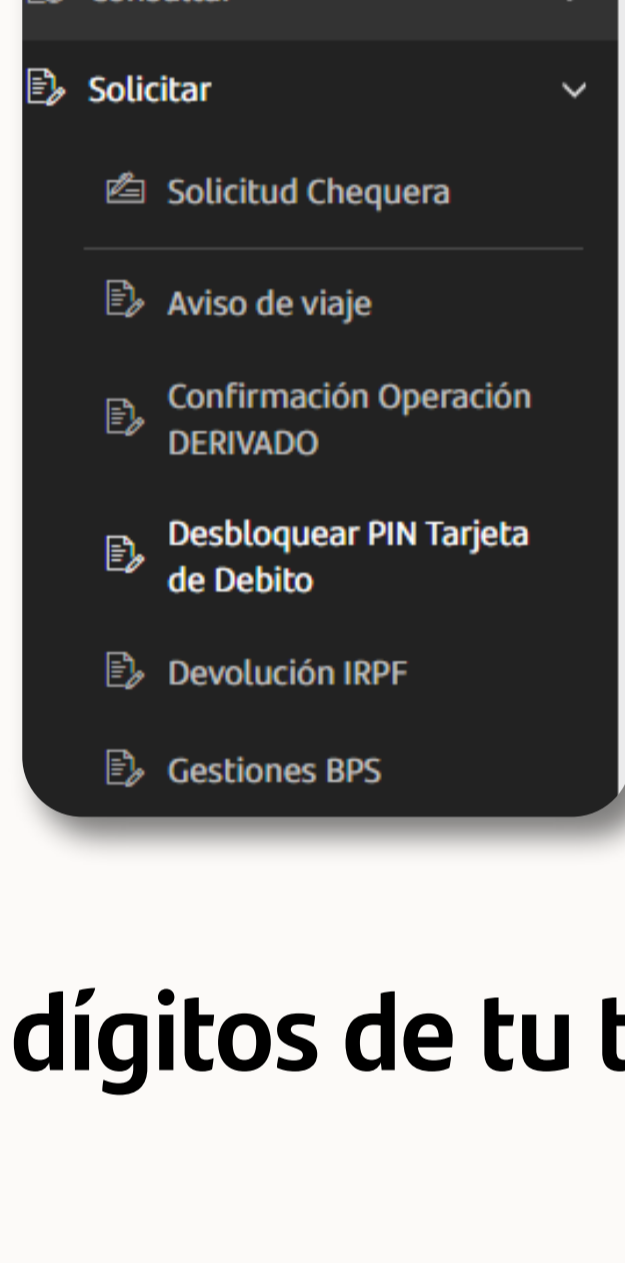 Solicitar
Solicitud Chequera
Aviso de viaje
Confirmación Operación
DERIVADO
Desbloquear PIN Tarjeta
de Debito
Devolución IRPF
Gestiones BPS
dígitos de tu t